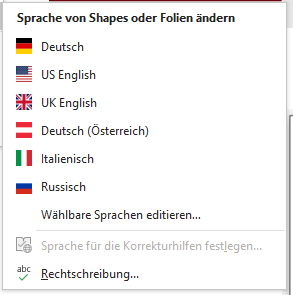 Sprache von Shapes oder Folien ändern
Deutsch
US English
UK English
Deutsch (Österreich)
Italienisch
Russisch
Wählbare Sprachen editieren...
Sprache für die Korrekturhilfen festlegen...
abc
Rechtschreibung...